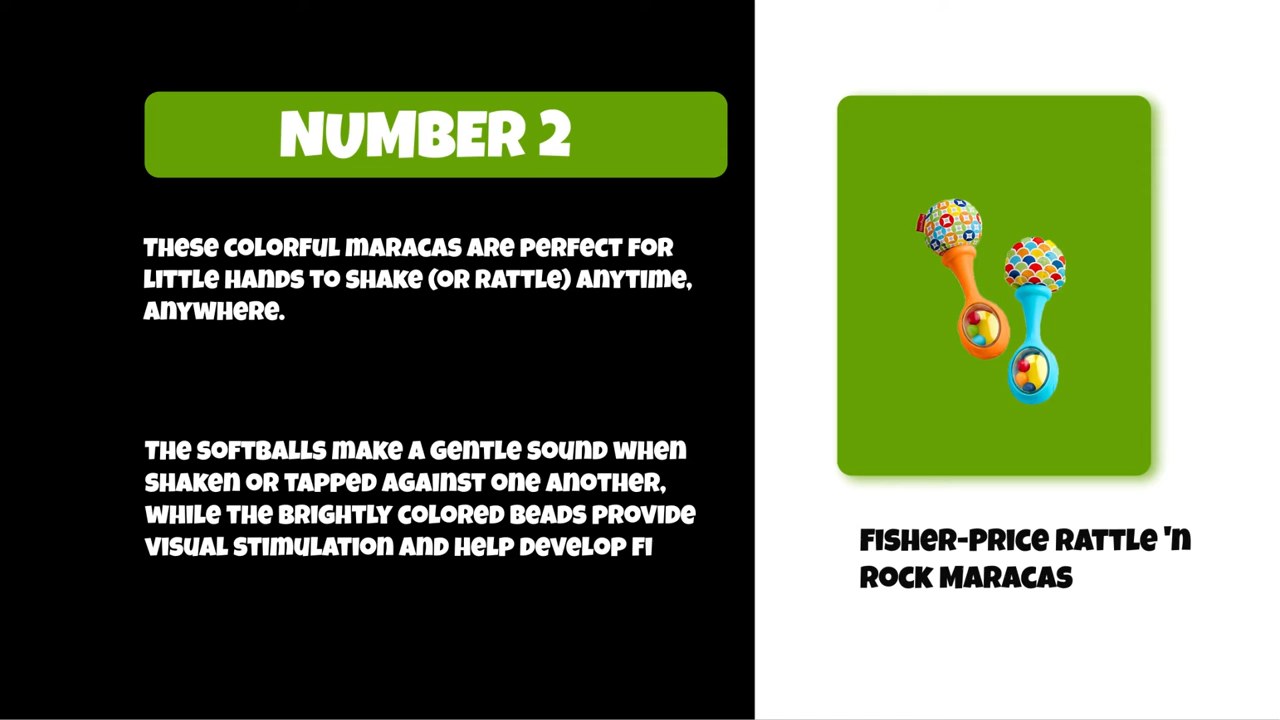 NUMBER 2
THESE COLORFUL MARACAS ARE PERFECT FOR
LITTLE HANDS TO SHAKE (OR RATTLE) ANYTIME,
ANYWHERE.
THE SOFTBALLS MAKE A GENTLE SOUND WHEN
SHAKEN OR TAPPED AGAINST ONE ANOTHER,
WHILE THE BRIGHTLY COLORED BEADS PROVIDE
VISUAL STIMULATION AND HELP DEVELOP FI
FISHER-PRICE RATTLE 'N
ROCK MARACAS